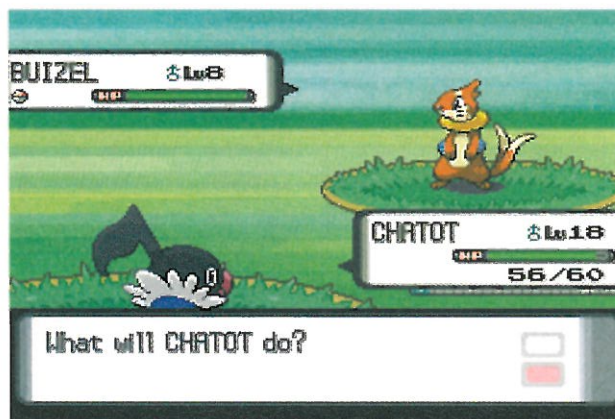 BUIZEL ♂Lv8
HP
CHATOT ♂Lv18
HP
56/60
What will CHATOT do?